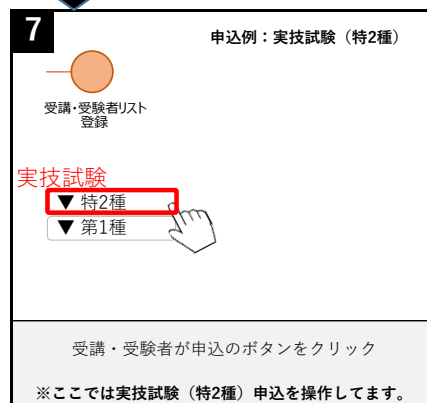 7
申込例：実技試験（特2種）
受講・受験者リスト
登録
実技試験
▼ 特2種
▼ 第1種
受講・受験者が申込のボタンをクリック
※ここでは実技試験（特2種）申込を操作してます。